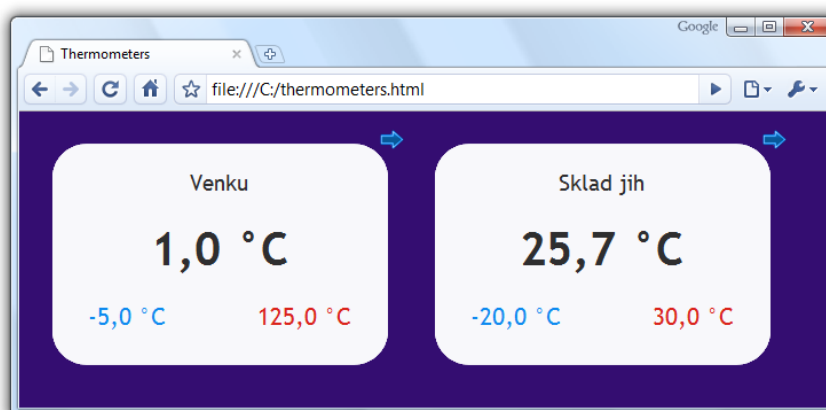 Google
Thermometers
file:///C:/thermometers.html
Venku
1,0 °C
-5,0 °C 125,0 °C
Sklad jih
25,7 °C
-20,0 °C 30,0 °C